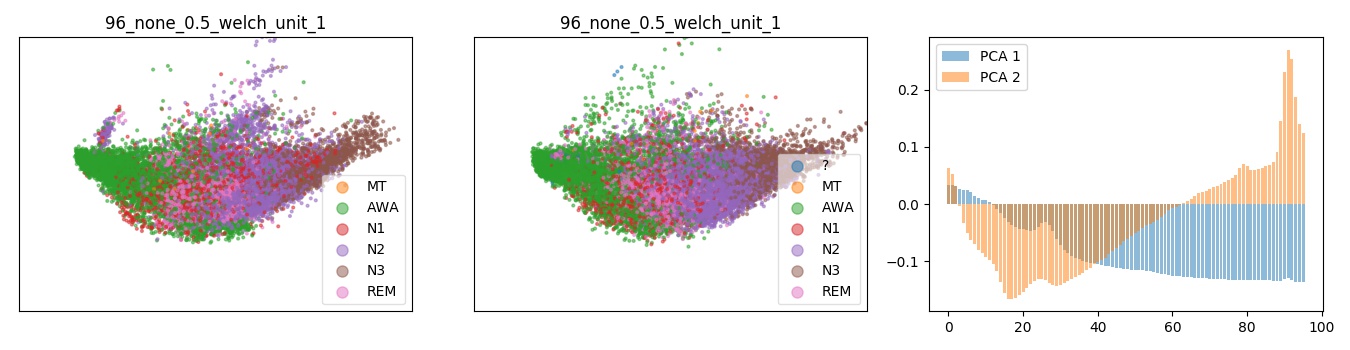 96_none_0.5_welch_unit_1
MT
AWA
N1
N2
N3
REM
96_none_0.5_welch_unit_1
?
MT
AWA
N1
N2
N3
REM
PCA 1
PCA 2
0.2
0.1
0.0
−0.1
0 20 40 60 80 100